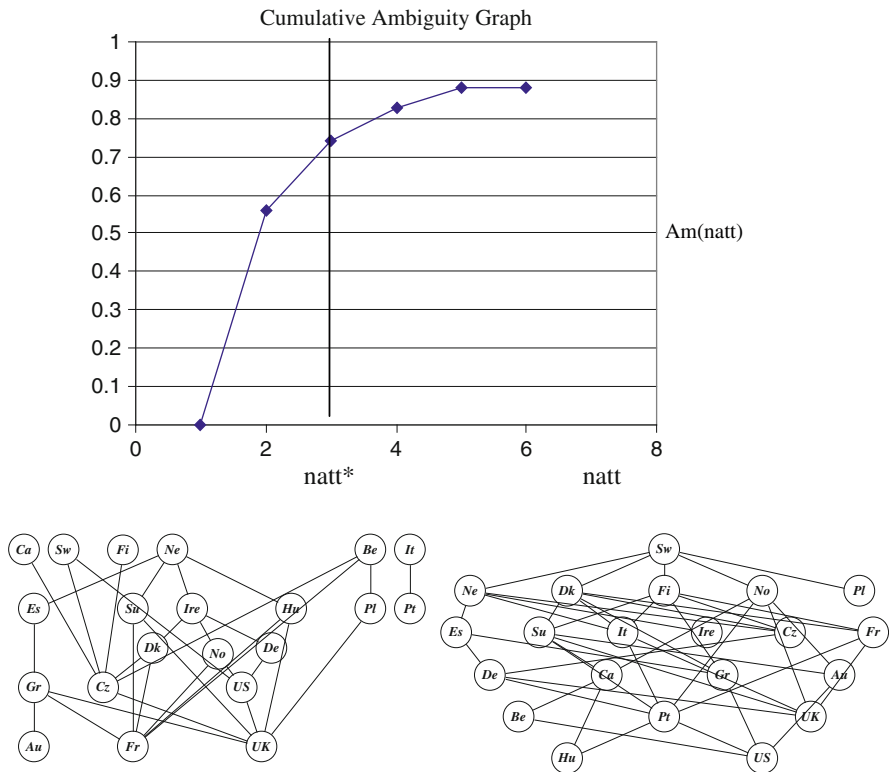 Cumulative Ambiguity Graph
1
0.9
0.8
0.7
0.6
0.5
0.4
0.3
0.2
0.1
0
Am(natt)
0 2 4 6 8
natt* natt
Ca Sw Fi Ne Be It
Es Su Ire Hu Pl Pt
Dk No De
Gr Cz US
Au Fr UK
Sw
Ne Dk Fi No Pl
Es Su It Ire Cz Fr
De Ca Gr Au
Be Pt UK
Hu US